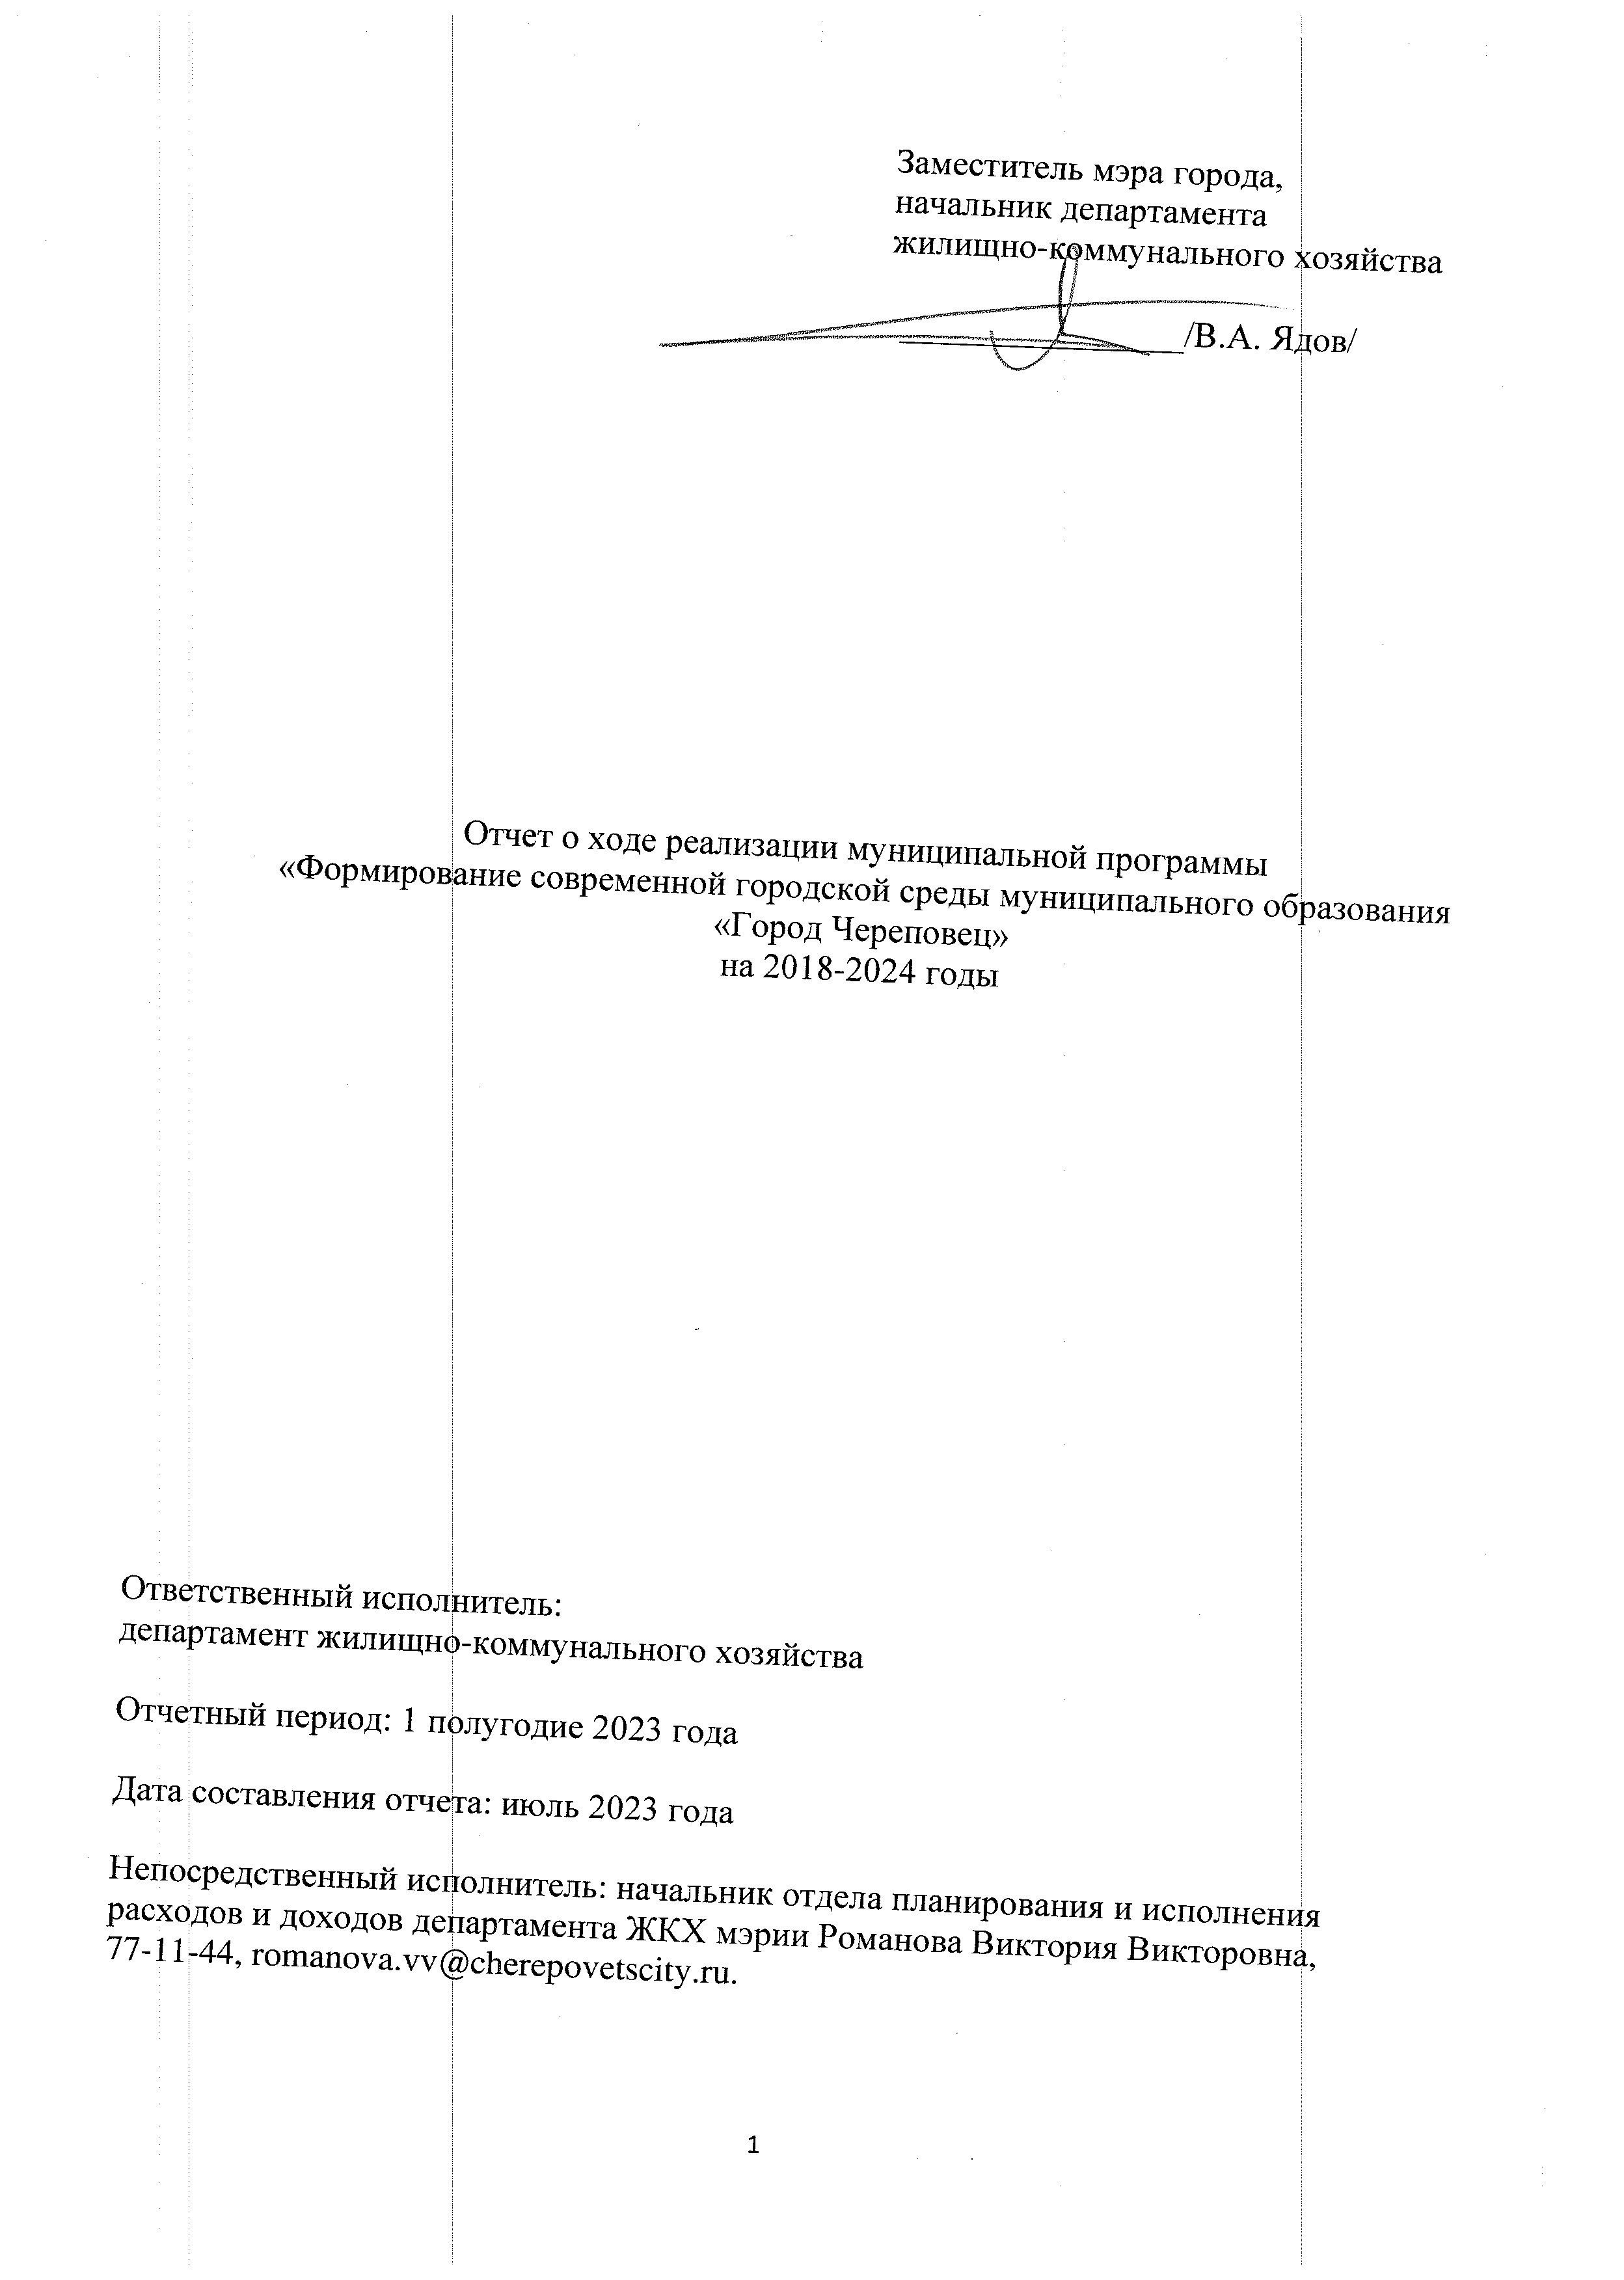 Заместитель мэра города,
начальник департамента
жилищно-коммунального хозяйства
/В.А. Ядов/
Отчет о ходе реализации муниципальной программы
«Формирование современной городской среды муниципального образования
«Город Череповец»
на 2018-2024 годы
Ответственный исполнитель:
департамент жилищно-коммунального хозяйства
Отчетный период: 1 полугодие 2023 года
Дата составления отчета: июль 2023 года
Непосредственный исполнитель: начальник отдела планирования и исполнения
расходов и доходов департамента ЖКХ мэрии Романова Виктория Викторовна,
77-11-44, romanova.vv@cherepovetscity.ru.
1